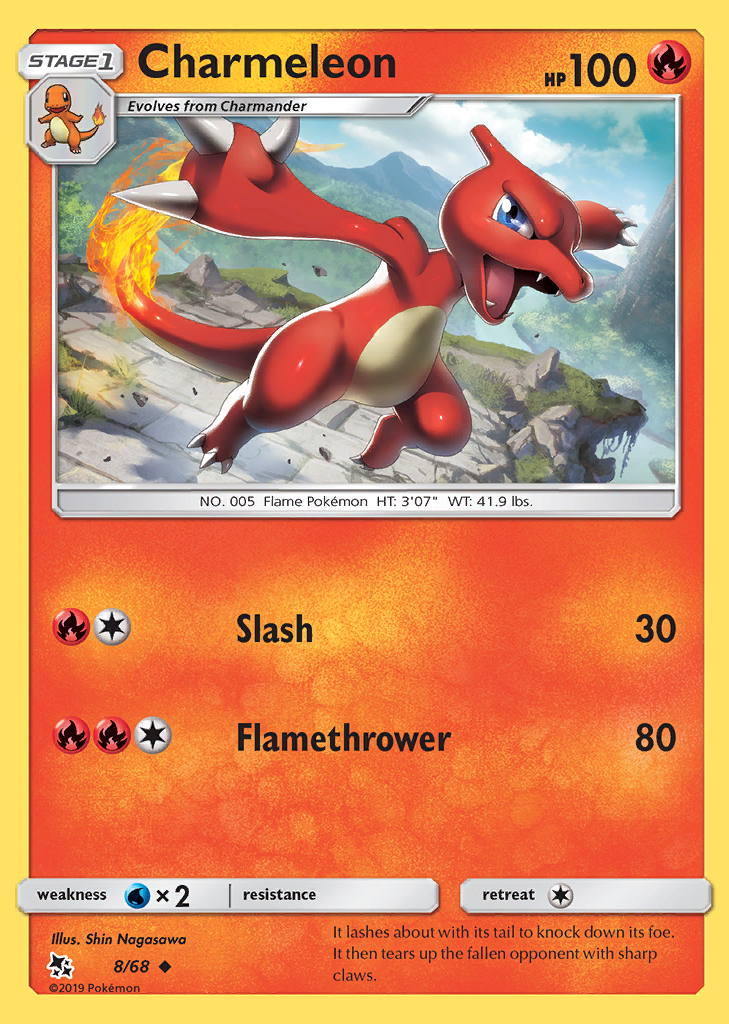 STAGE1
Charmeleon
HP 100
Evolves from Charmander
NO. 005 Flame Pokémon HT: 3'07" WT: 41.9 lbs.
Slash 30
Flamethrower 80
weakness ×2 resistance retreat
Illus. Shin Nagasawa
8/68
©2019 Pokémon
It lashes about with its tail to knock down its foe.
It then tears up the fallen opponent with sharp
claws.